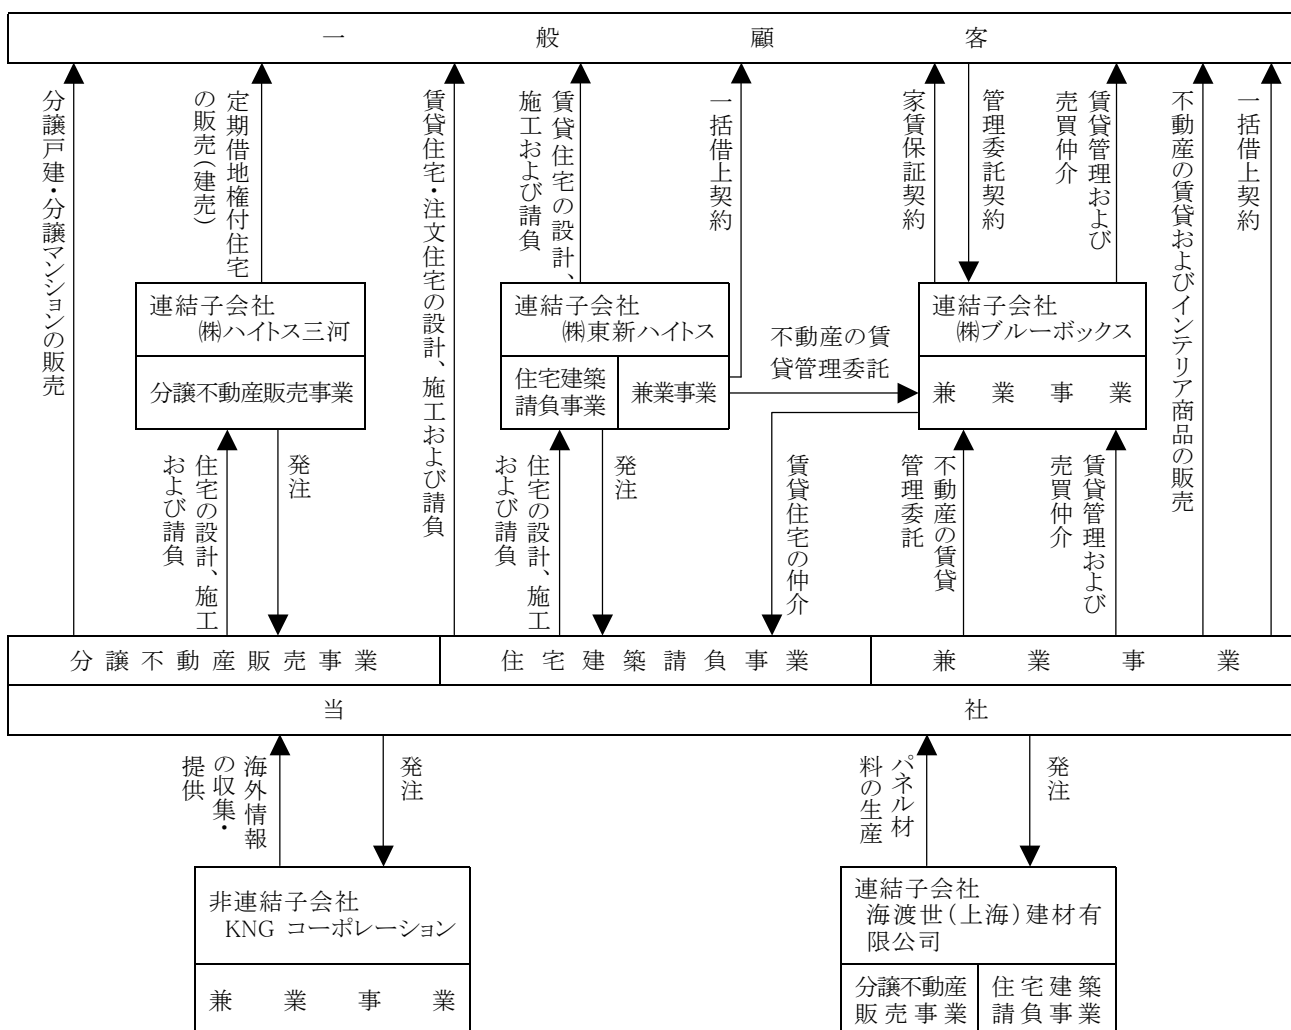 一般顧客
分譲戸建・分譲マンションの販売
定期借地権付住宅
の販売（建売）
賃貸住宅・注文住宅の設計、施工および請負
賃貸住宅の設計、
施工および請負
一括借上契約
家賃保証契約
管理委託契約
賃貸管理および
売買仲介
不動産の賃貸およびインテリア商品の販売
一括借上契約
連結子会社
㈱ハイトス三河
分譲不動産販売事業
連結子会社
㈱東新ハイトス
住宅建築
請負事業
兼業事業
不動産の賃
貸管理委託
連結子会社
㈱ブルーボックス
兼業事業
住宅の設計、施工
および請負
発注
住宅の設計、施工
および請負
発注
賃貸住宅の仲介
不動産の賃貸
管理委託
賃貸管理および
売買仲介
分譲不動産販売事業
住宅建築請負事業
兼業事業
当社
海外情報
の収集・
提供
発注
パネル材
料の生産
発注
非連結子会社
KNG コーポレーション
兼業事業
連結子会社
海渡世（上海）建材有
限公司
分譲不動産
販売事業
住宅建築
請負事業